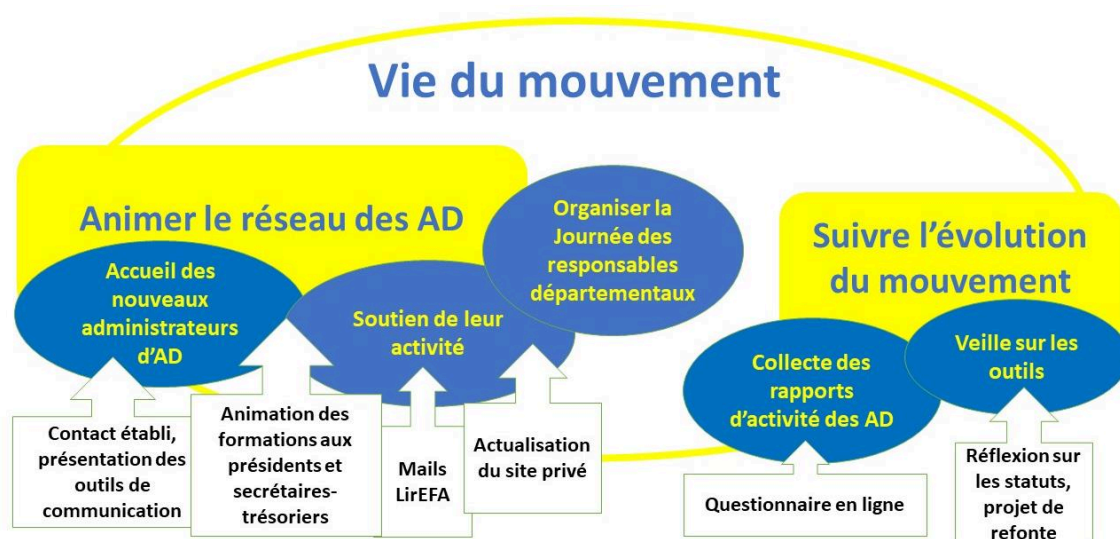 Vie du mouvement
Animer le réseau des AD
Accueil des
nouveaux
administrateurs
d’AD
Soutien de leur
activité
Organiser la
Journée des
responsables
départementaux
Contact établi,
présentation des
outils de
communication
Animation des
formations aux
présidents et
secrétaires-
trésoriers
Mails
LirEFA
Actualisation
du site privé
Suivre l’évolution
du mouvement
Collecte des
rapports
d’activité des AD
Veille sur les
outils
Questionnaire en ligne
Réflexion sur
les statuts,
projet de
refonte